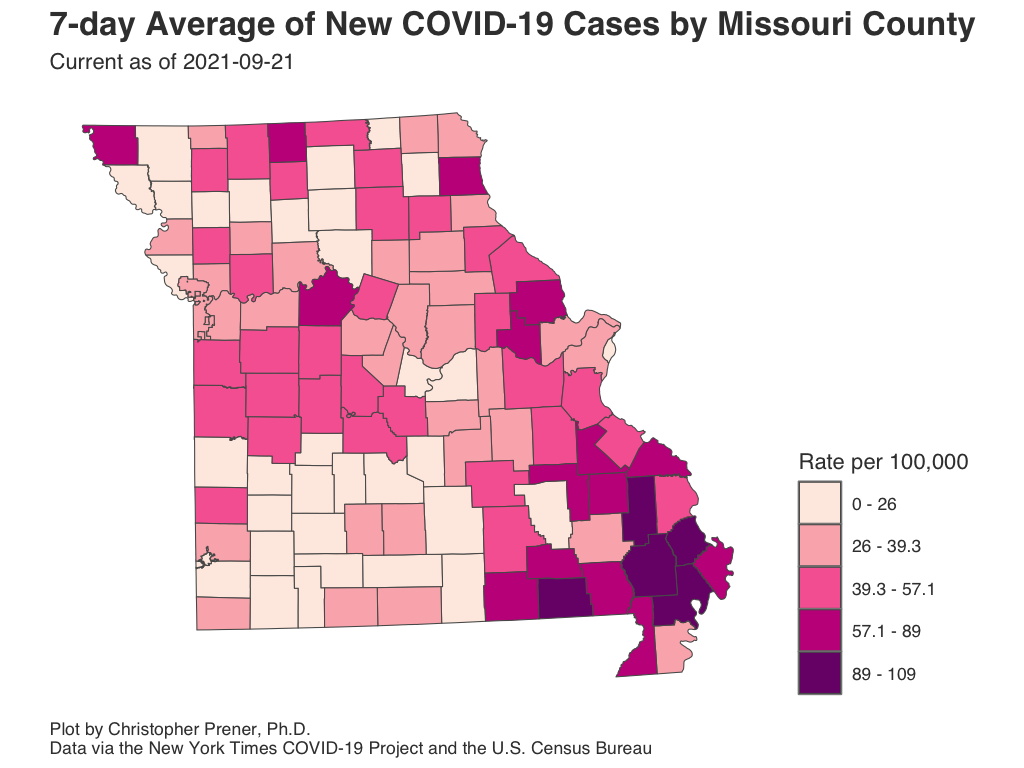 7-day Average of New COVID-19 Cases by Missouri County
Current as of 2021-09-21
Rate per 100,000
0 - 26
26 - 39.3
39.3 - 57.1
57.1 - 89
89 - 109
Plot by Christopher Prener, Ph.D.
Data via the New York Times COVID-19 Project and the U.S. Census Bureau